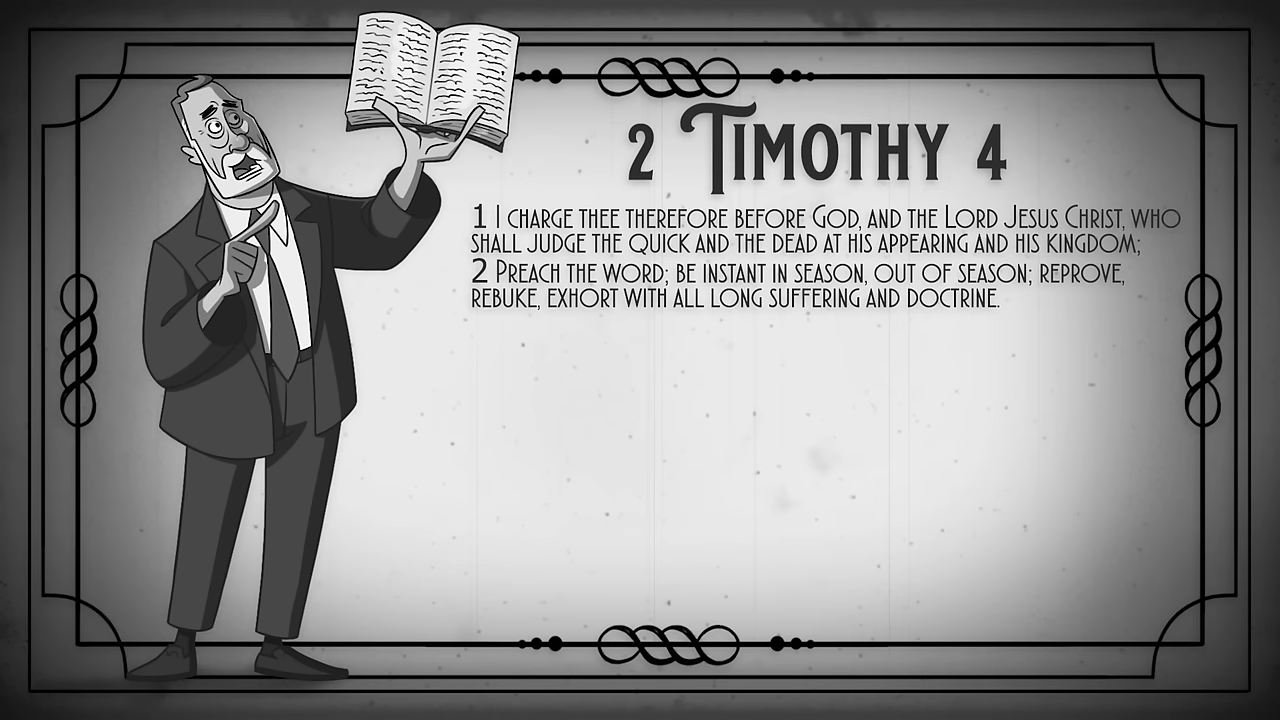 2 Timothy 4
1 I charge thee therefore before God, and the Lord Jesus Christ, who
shall judge the quick and the dead at his appearing and his kingdom;
2 Preach the word; be instant in season, out of season; reprove,
rebuke, exhort with all long suffering and doctrine.